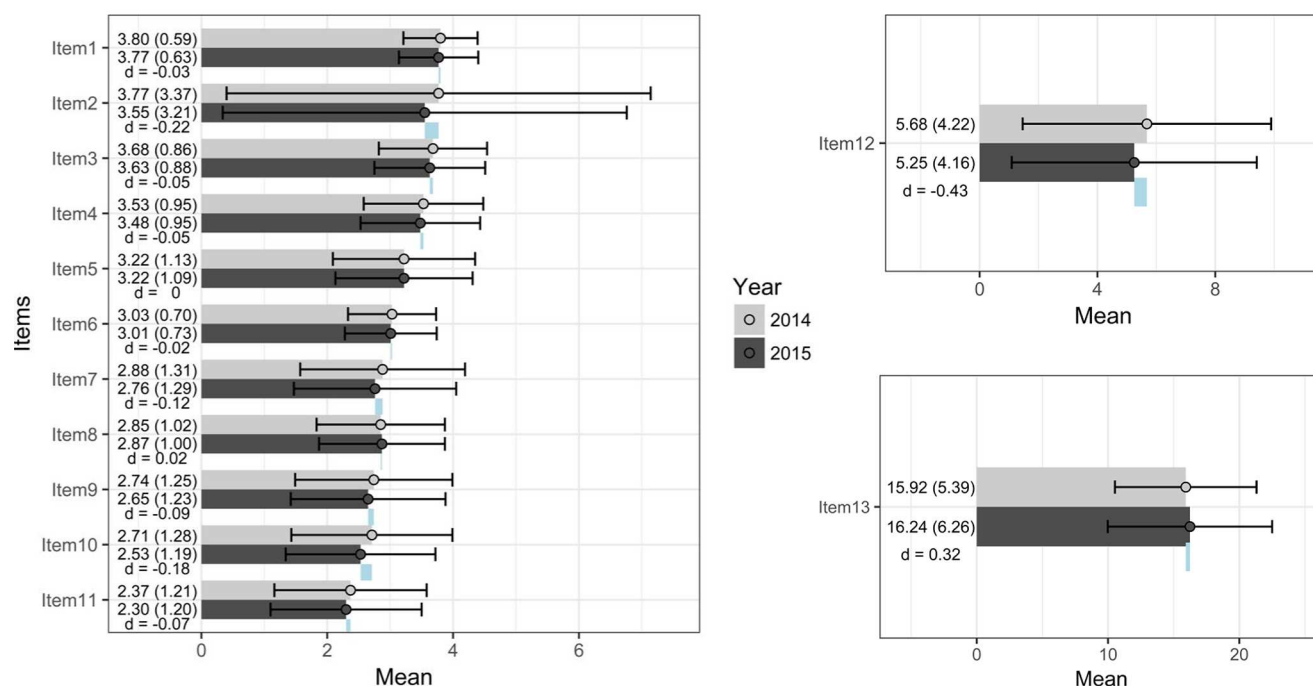 Items
Item1
3.80 (0.59)
3.77 (0.63)
d = -0.03
Item2
3.77 (3.37)
3.55 (3.21)
d = -0.22
Item3
3.68 (0.86)
3.63 (0.88)
d = -0.05
Item4
3.53 (0.95)
3.48 (0.95)
d = -0.05
Item5
3.22 (1.13)
3.22 (1.09)
d = 0
Item6
3.03 (0.70)
3.01 (0.73)
d = -0.02
Item7
2.88 (1.31)
2.76 (1.29)
d = -0.12
Item8
2.85 (1.02)
2.87 (1.00)
d = 0.02
Item9
2.74 (1.25)
2.65 (1.23)
d = -0.09
Item10
2.71 (1.28)
2.53 (1.19)
d = -0.18
Item11
2.37 (1.21)
2.30 (1.20)
d = -0.07
0 2 4 6
Mean
Year
2014
2015
Item12
5.68 (4.22)
5.25 (4.16)
d = -0.43
0 4 8
Mean
Item13
15.92 (5.39)
16.24 (6.26)
d = 0.32
0 10 20
Mean